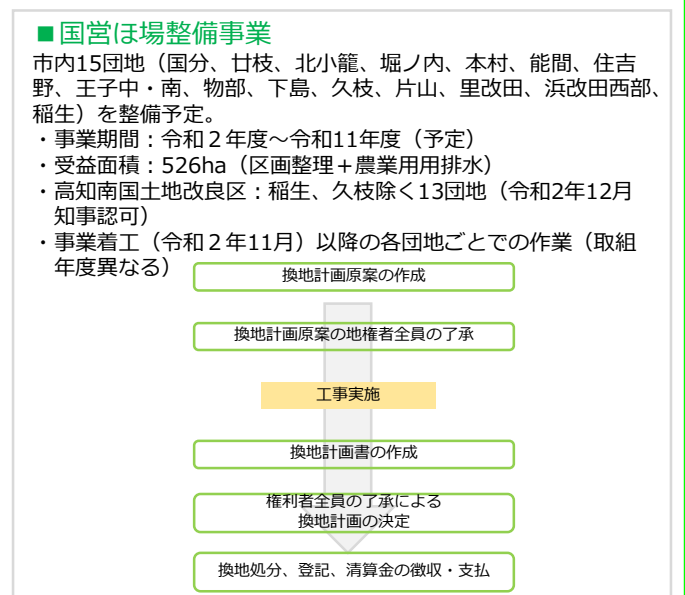 ■国営ほ場整備事業
市内15団地（国分、廿枝、北小籠、堀ノ内、本村、能間、住吉
野、王子中・南、物部、下島、久枝、片山、里改田、浜改田西部、
稲生）を整備予定。
・事業期間：令和２年度～令和11年度（予定）
・受益面積：526ha（区画整理＋農業用用排水）
・高知南国土地改良区：稲生、久枝除く13団地（令和2年12月
知事認可）
・事業着工（令和２年11月）以降の各団地ごとでの作業（取組
年度異なる）
換地計画原案の作成
換地計画原案の地権者全員の了承
工事実施
換地計画書の作成
権利者全員の了承による
換地計画の決定
換地処分、登記、清算金の徴収・支払